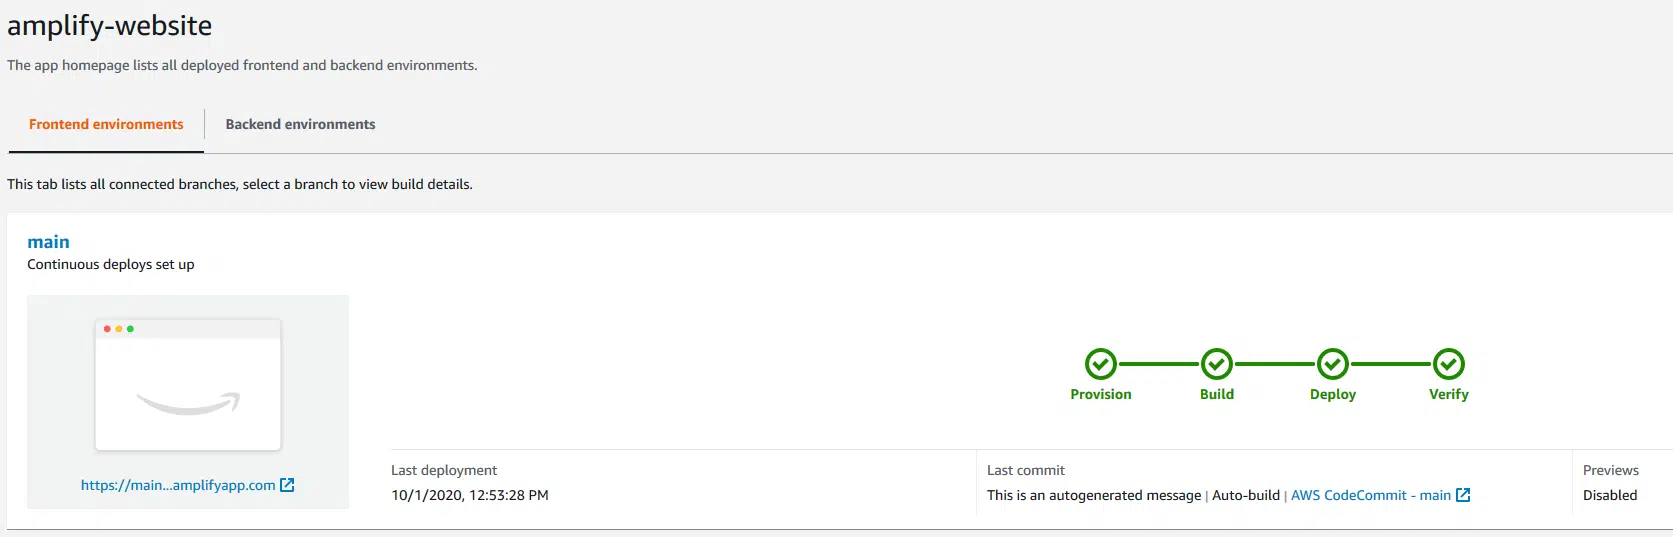 amplify-website
The app homepage lists all deployed frontend and backend environments.
Frontend environments
Backend environments
This tab lists all connected branches, select a branch to view build details.
main
Continuous deploys set up
https://main...amplifyapp.com
Provision
Build
Deploy
Verify
Last deployment
10/1/2020, 12:53:28 PM
Last commit
This is an autogenerated message | Auto-build | AWS CodeCommit - main
Previews
Disabled